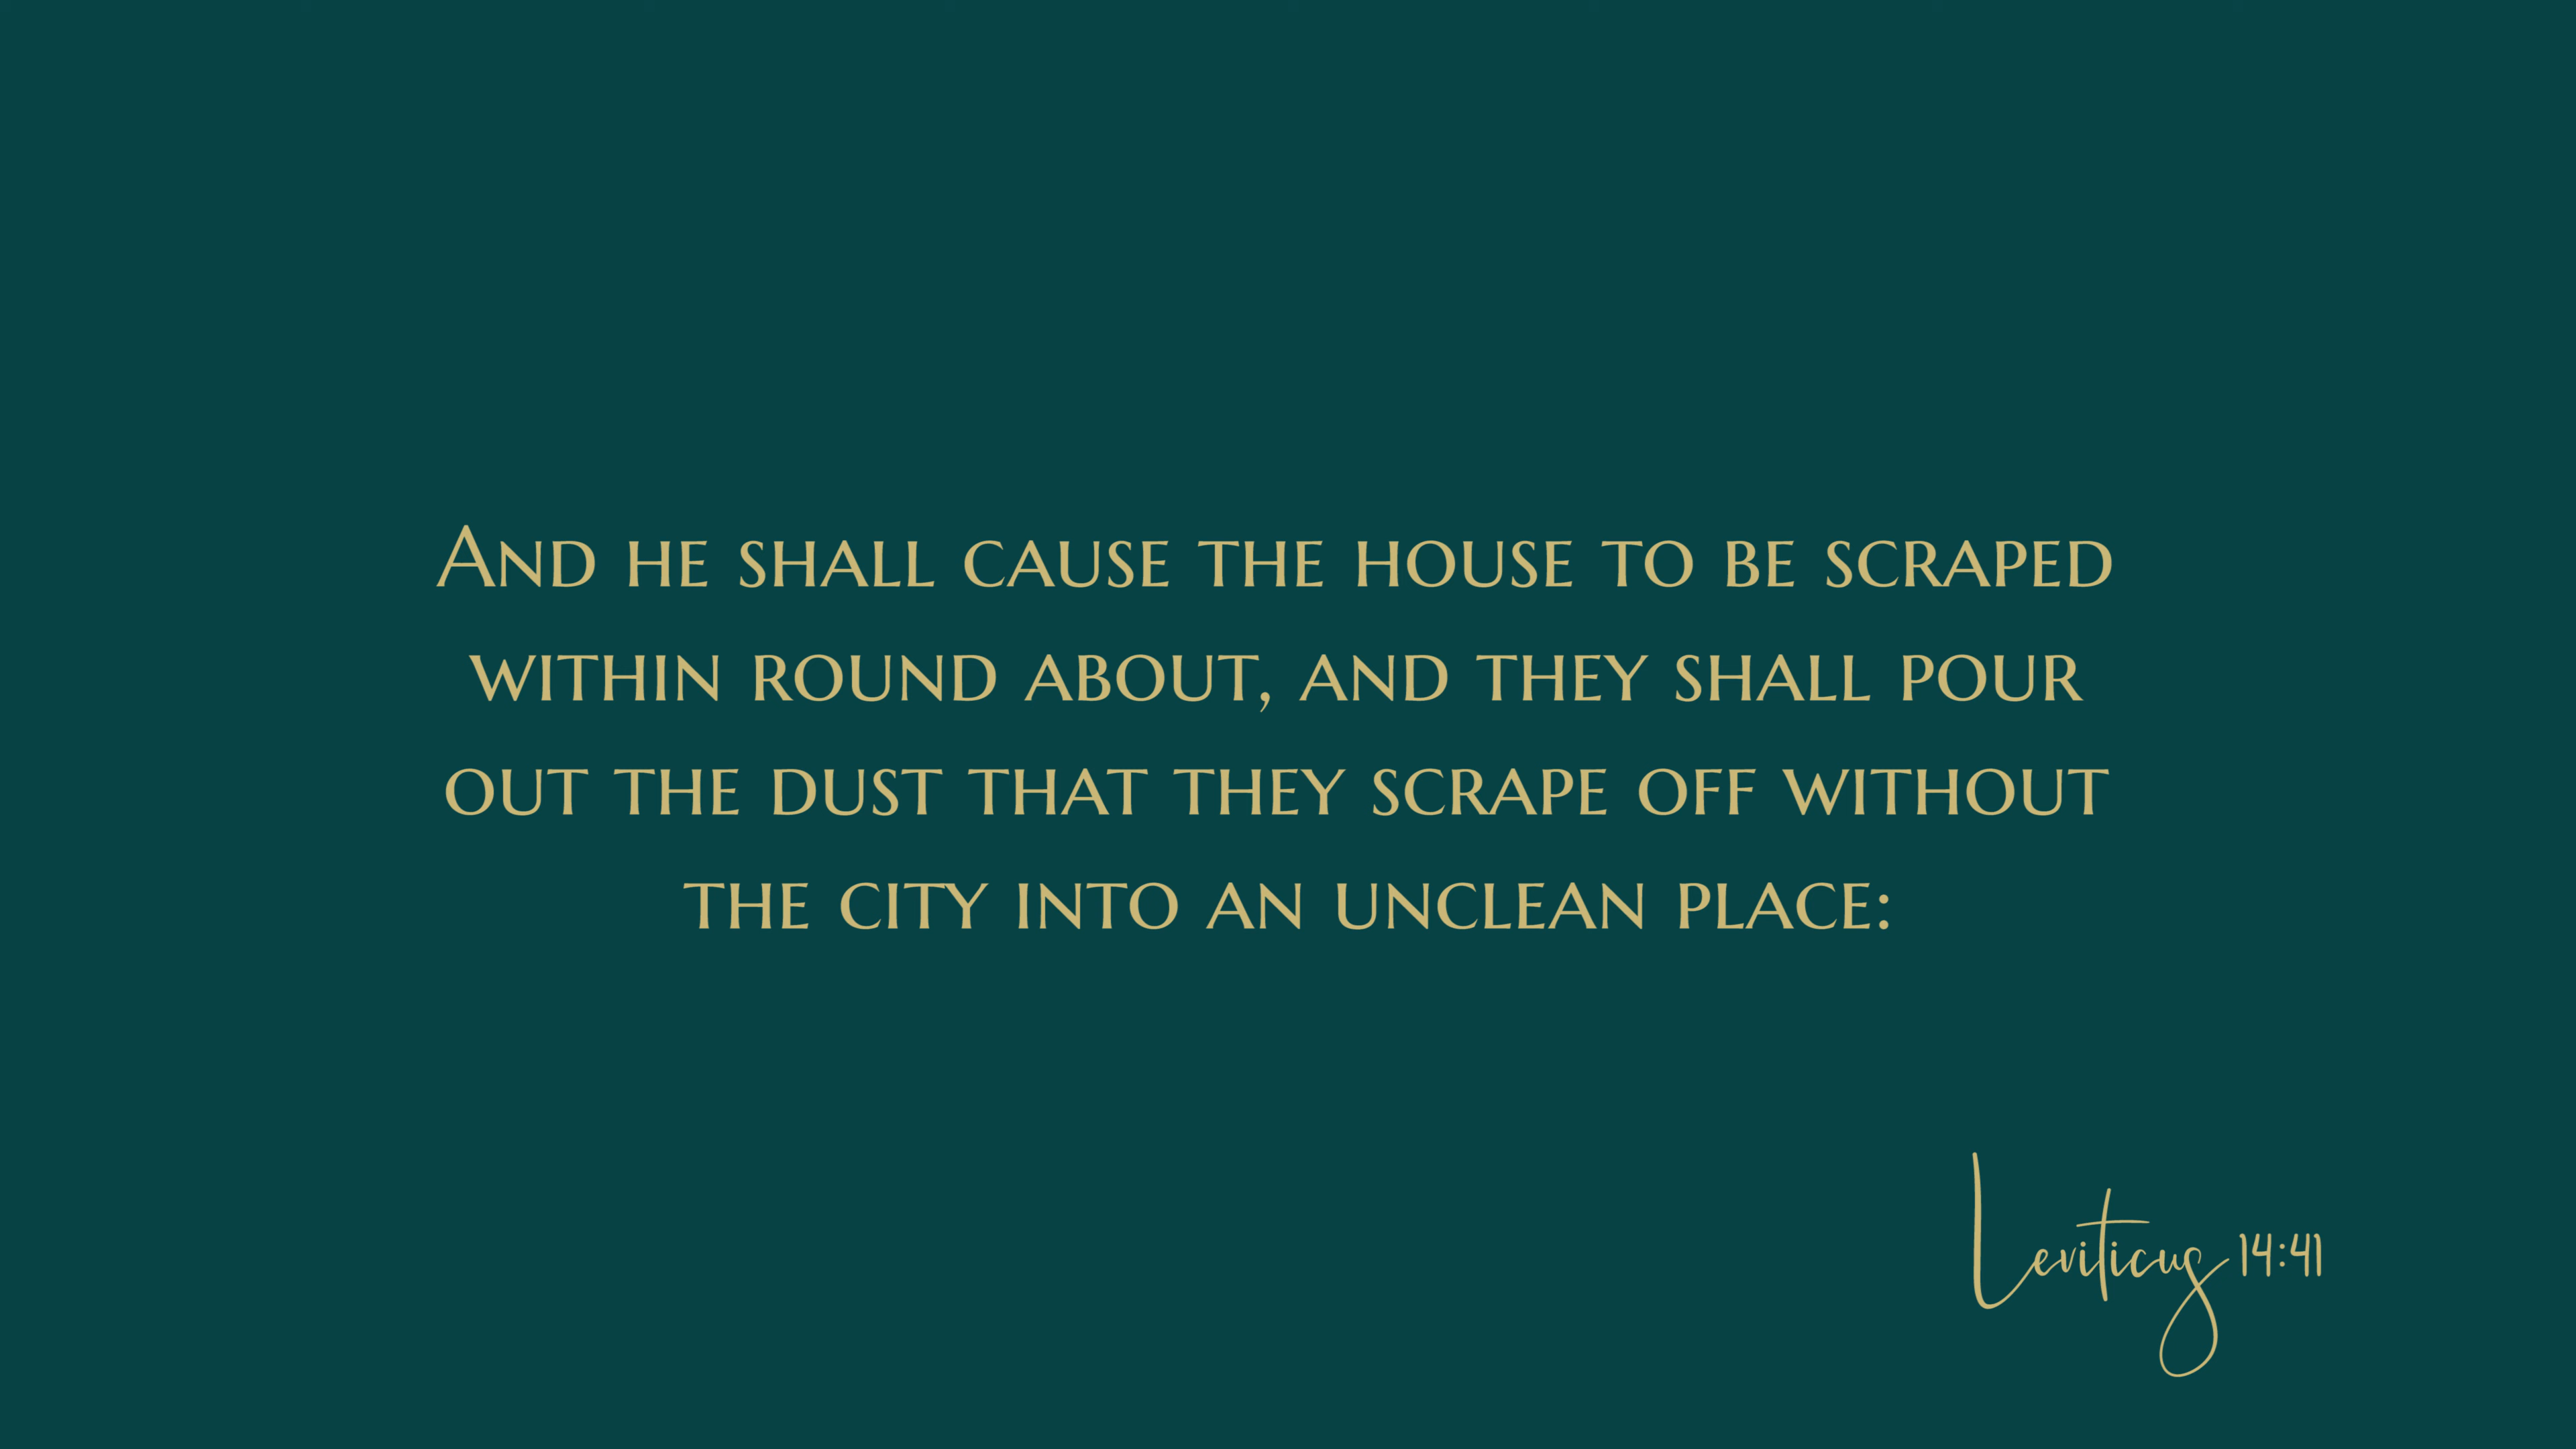 And he shall cause the house to be scraped
within round about, and they shall pour
out the dust that they scrape off without
the city into an unclean place:
Leviticus 14:41